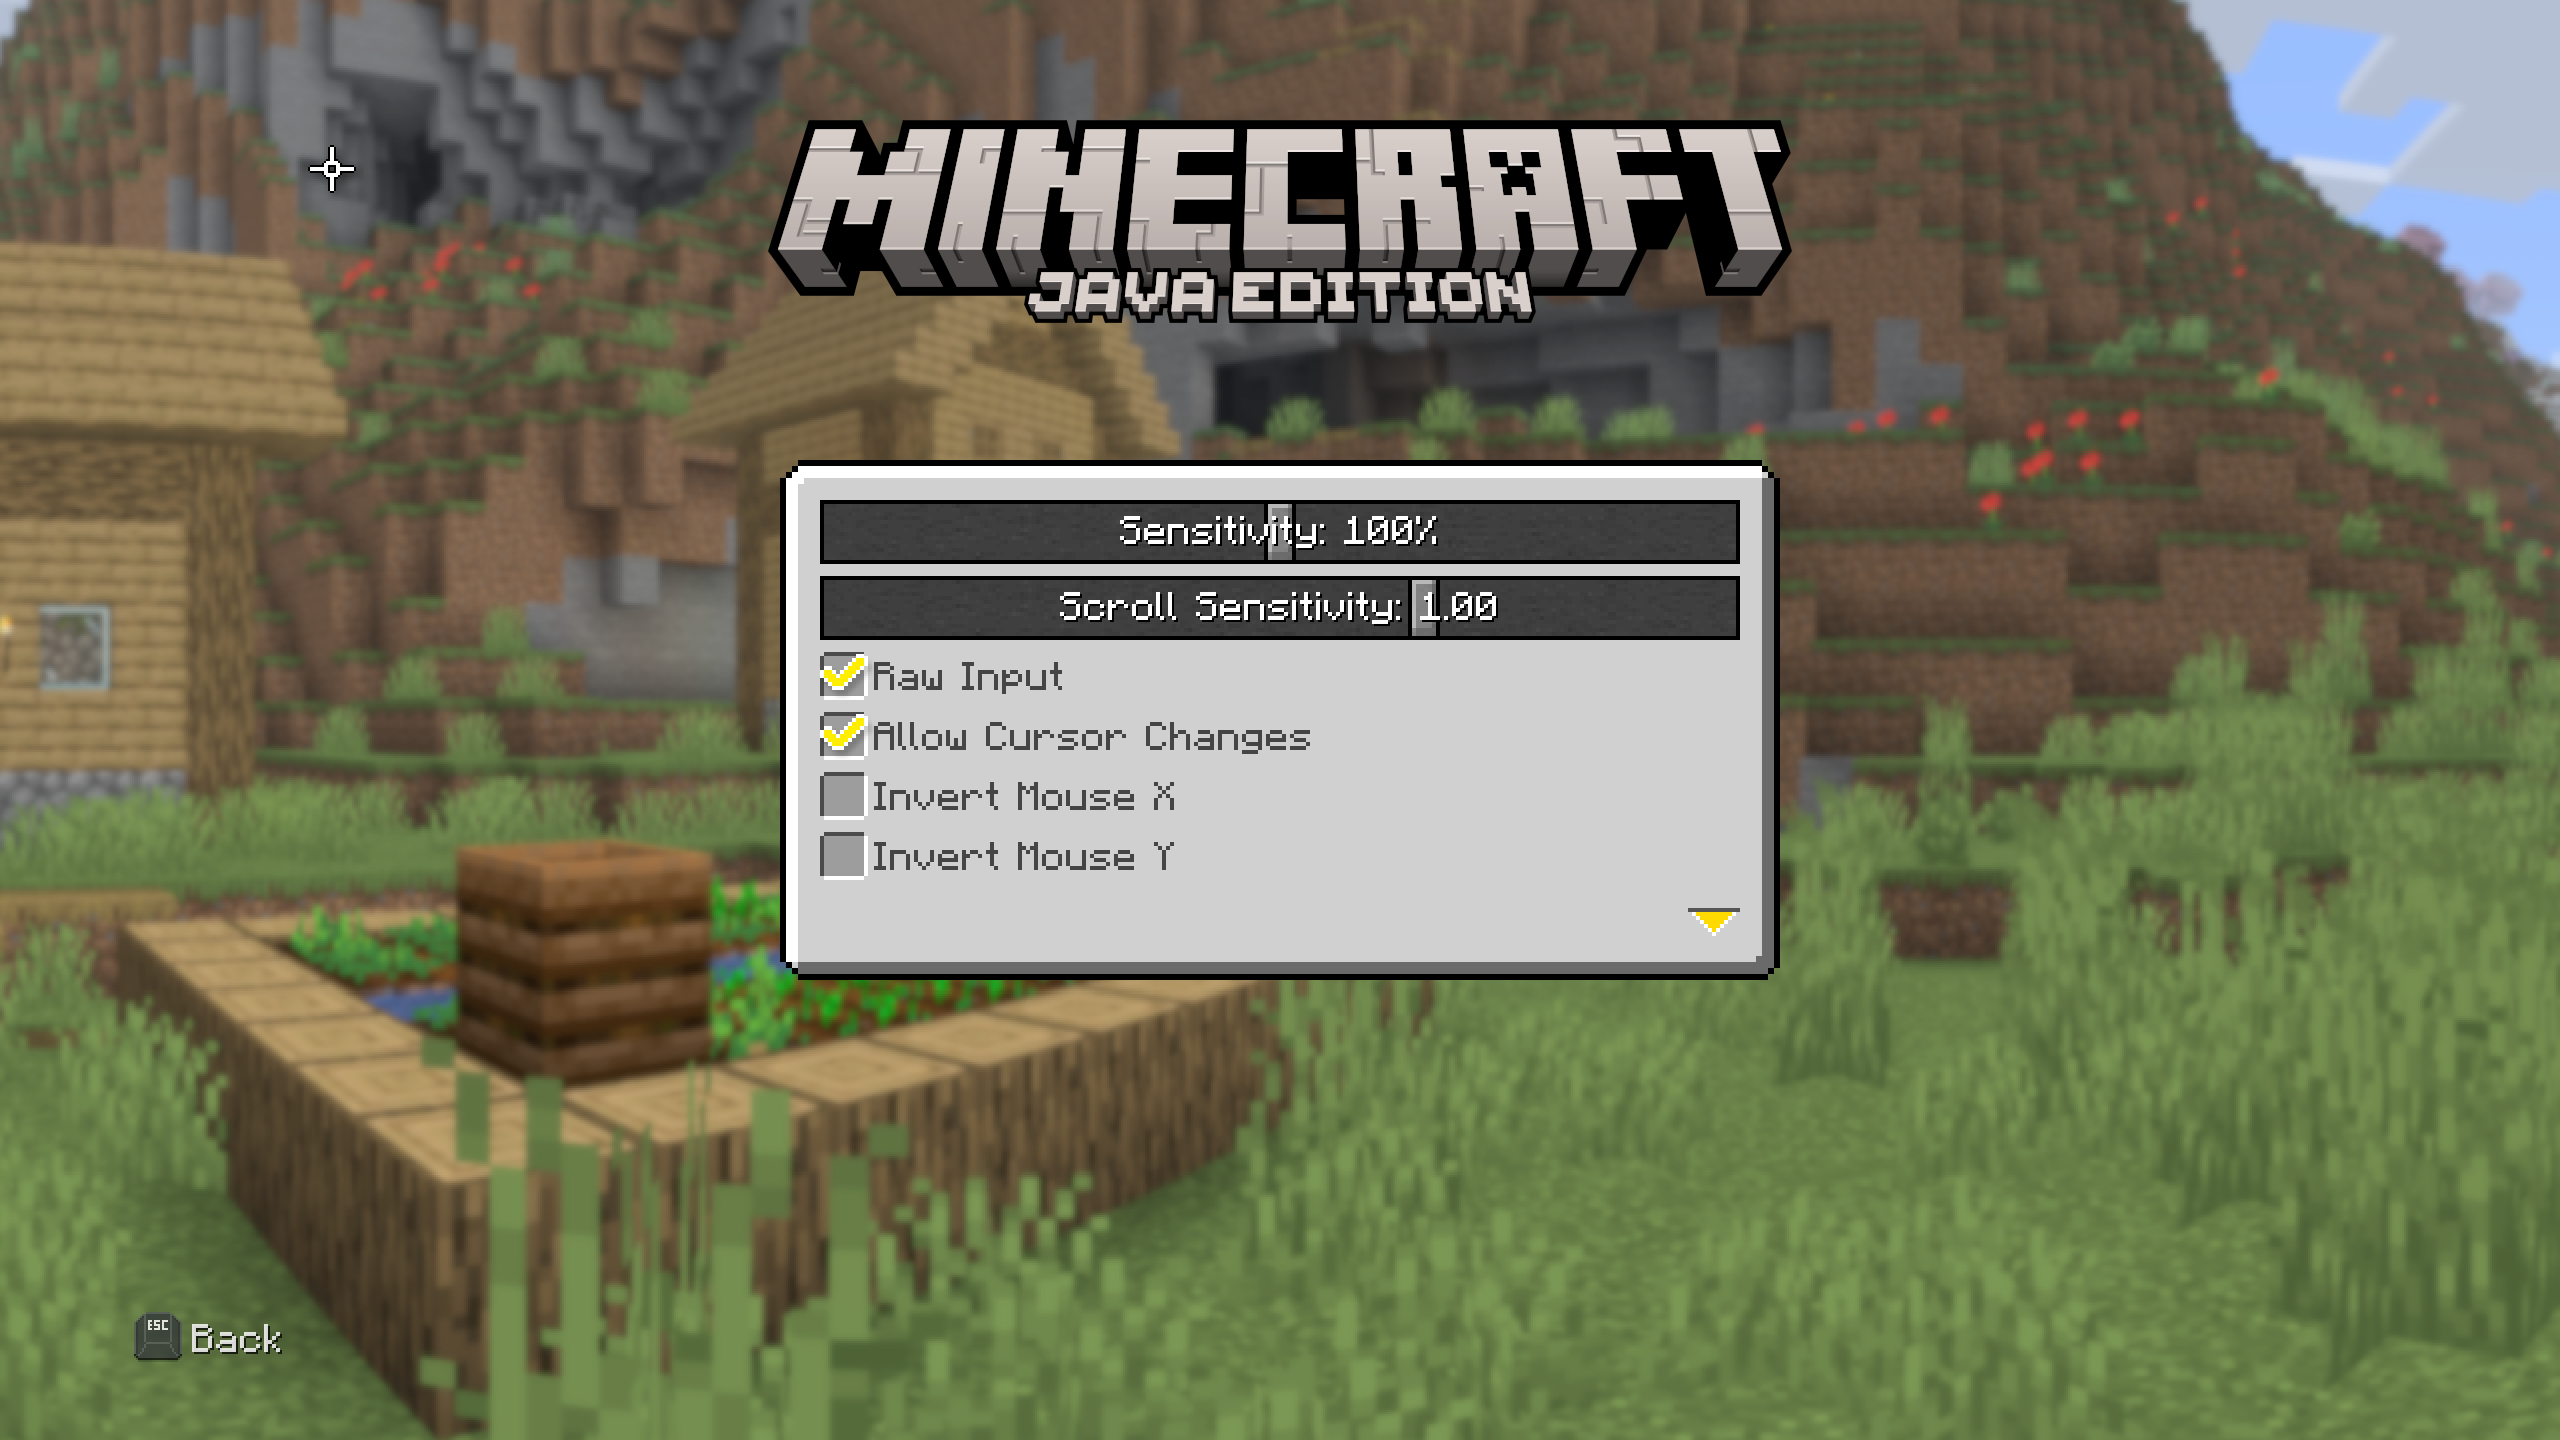 MINECRAFT
JAVA EDITION
Sensitivity: 100%
Scroll Sensitivity: 1.00
Raw Input
Allow Cursor Changes
Invert Mouse X
Invert Mouse Y
ESC Back